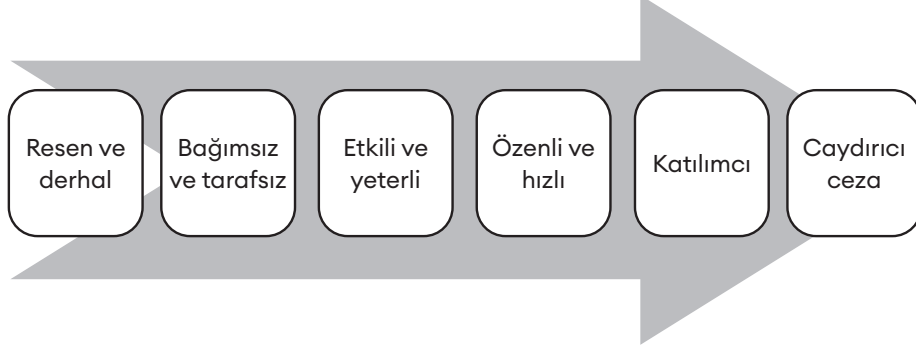 Resen ve
derhal
Bağımsız
ve tarafsız
Etkili ve
yeterli
Özenli ve
hızlı
Katılımcı
Caydırıcı
ceza